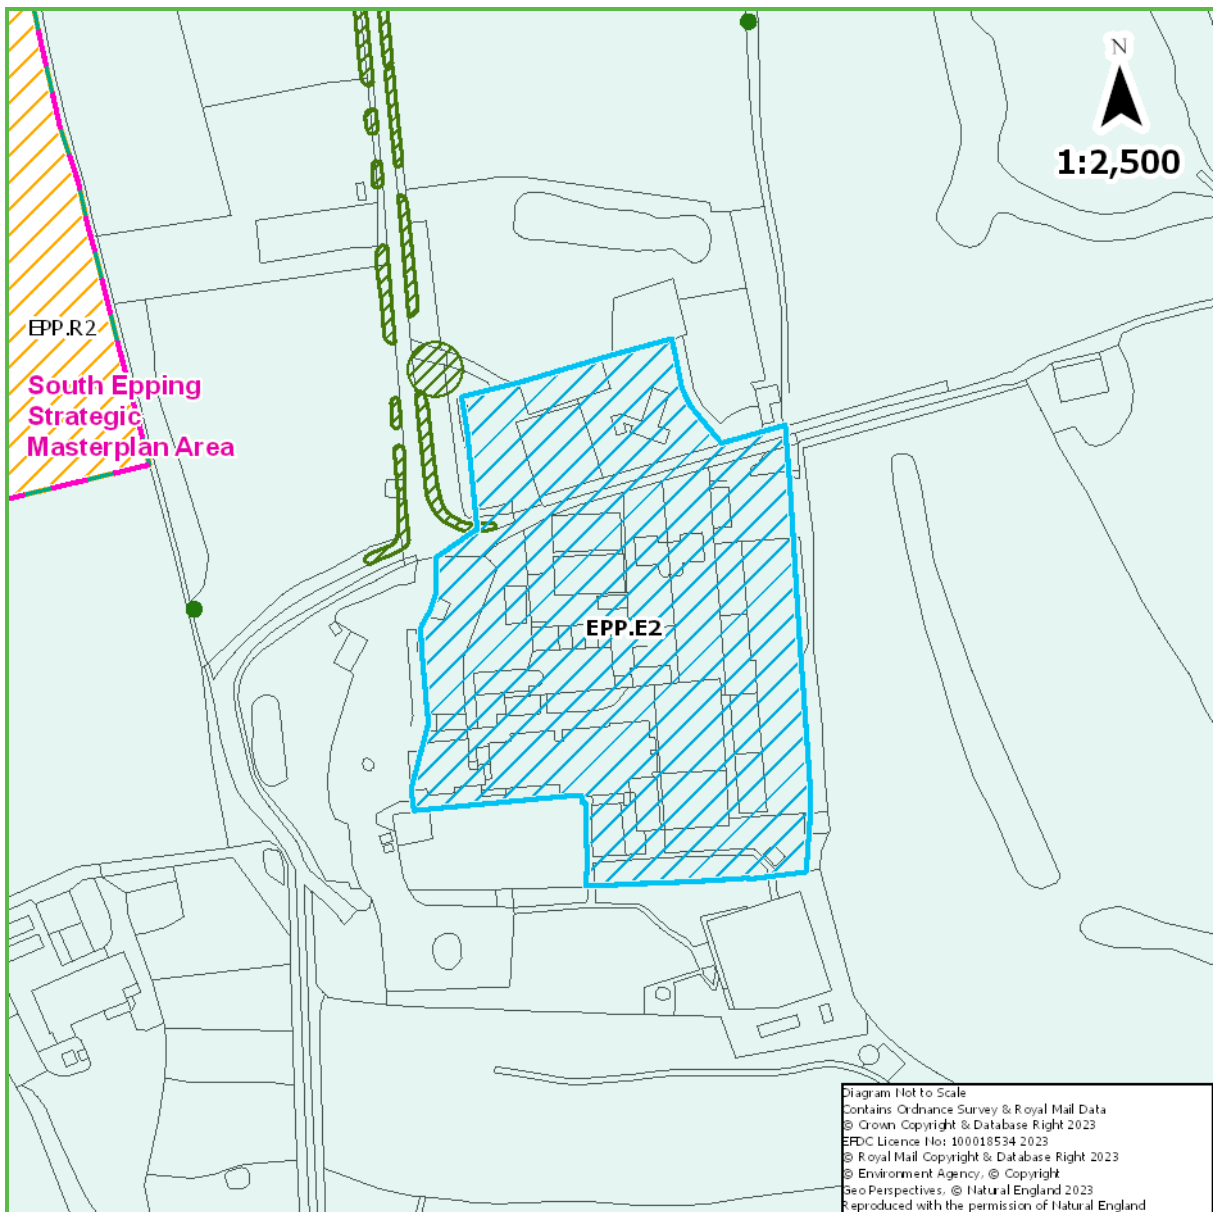 N
1:2,500
EPP.R2
South Epping
Strategic
Masterplan Area
EPP.E2
Diagram Not to Scale
Contains Ordnance Survey & Royal Mail Data
© Crown Copyright & Database Right 2023
EFDC Licence No: 100018534 2023
© Royal Mail Copyright & Database Right 2023
© Environment Agency, © Copyright
Geo Perspectives, © Natural England 2023
Reproduced with the permission of Natural England